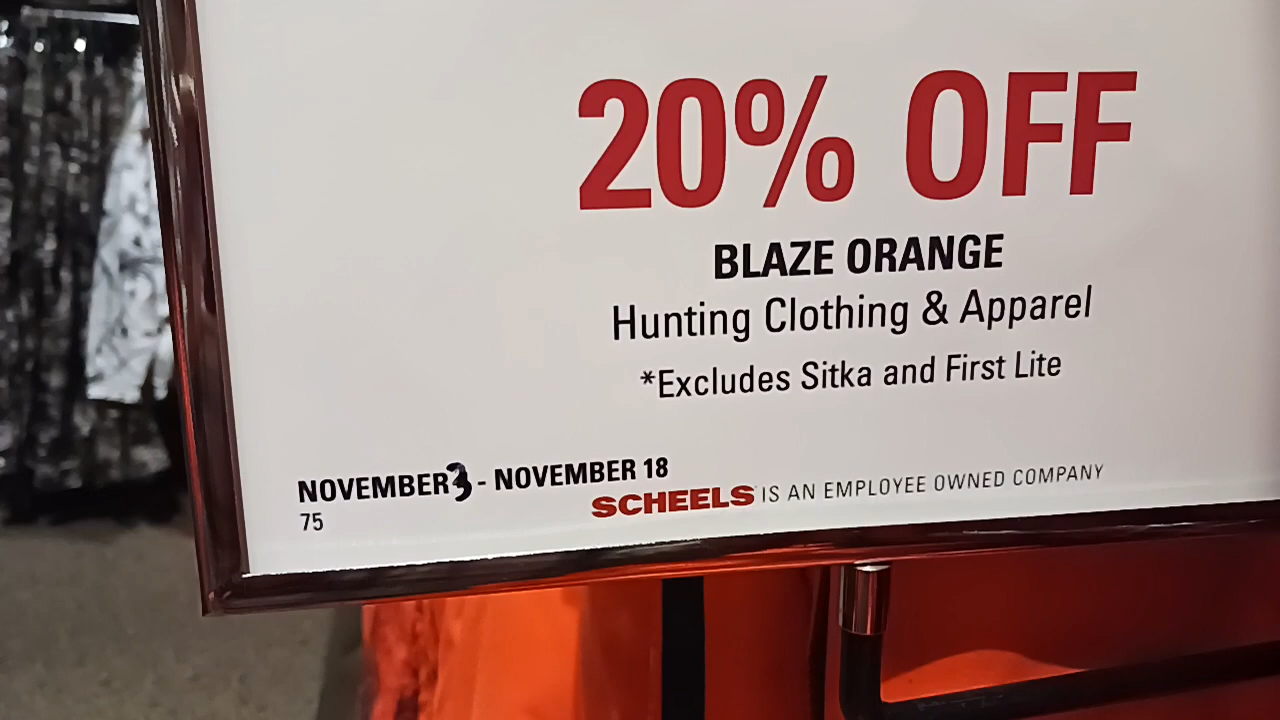 20% OFF
BLAZE ORANGE
Hunting Clothing & Apparel
*Excludes Sitka and First Lite
NOVEMBER 3 - NOVEMBER 18
75
SCHEELS IS AN EMPLOYEE OWNED COMPANY